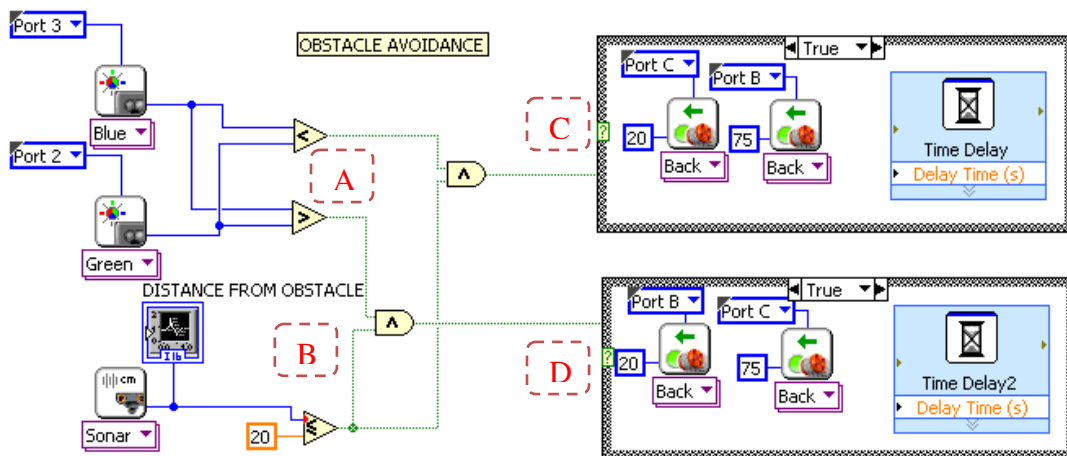 Port 3
OBSTACLE AVOIDANCE
True
Port C
Port B
Blue
<
C
?
20
75
Back
Back
Time Delay
Delay Time (s)
Port 2
A
∧
>
Green
DISTANCE FROM OBSTACLE
True
Port B
Port C
∧
B
D
?
20
75
Back
Back
Time Delay2
Delay Time (s)
cm
Sonar
20
≤